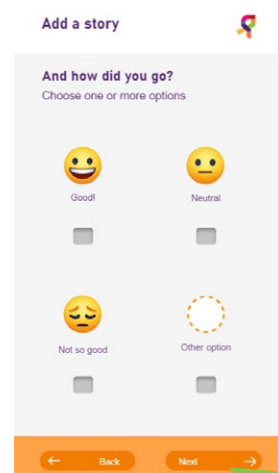 Add a story
And how did you go?
Choose one or more options
Good!
Neutral
Not so good
Other option
Back
Next